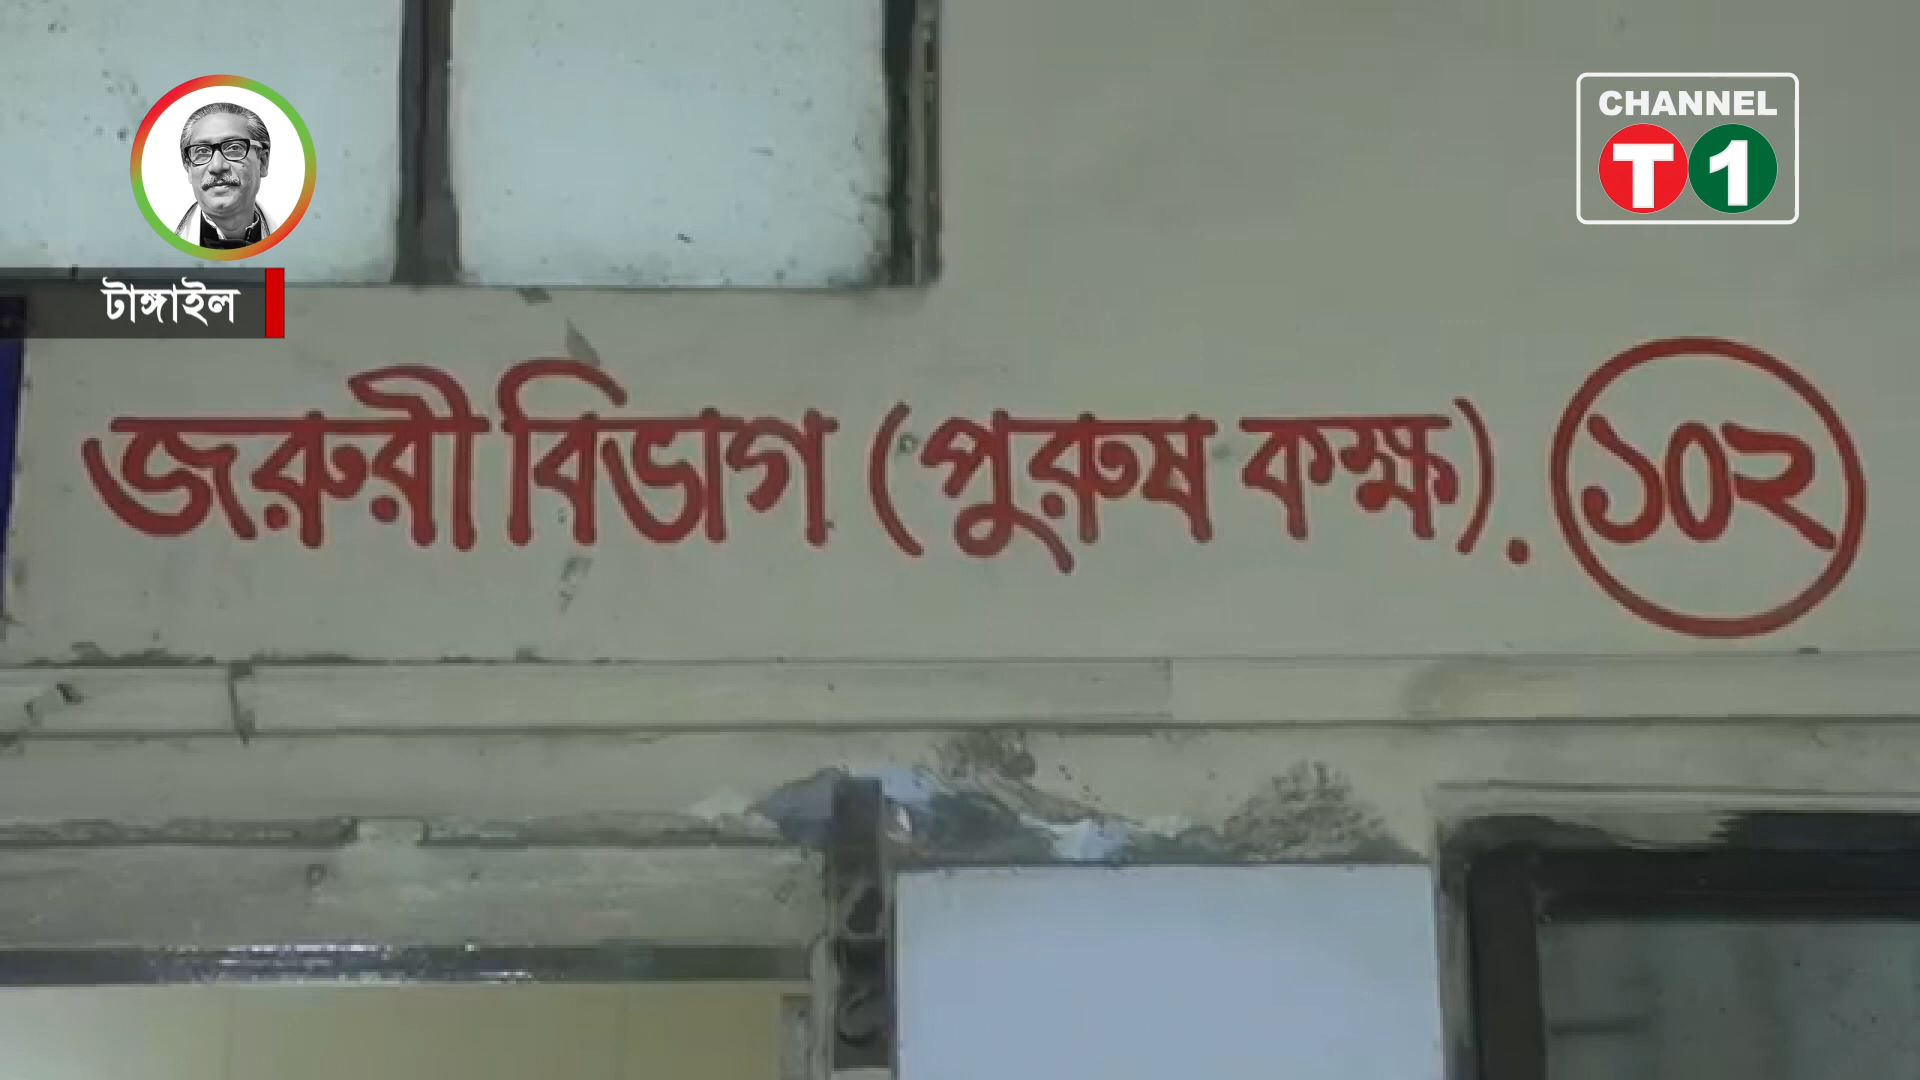 CHANNEL
T1
টাঙ্গাইল
জরুরী বিভাগ (পুরুষ কক্ষ). ১০২